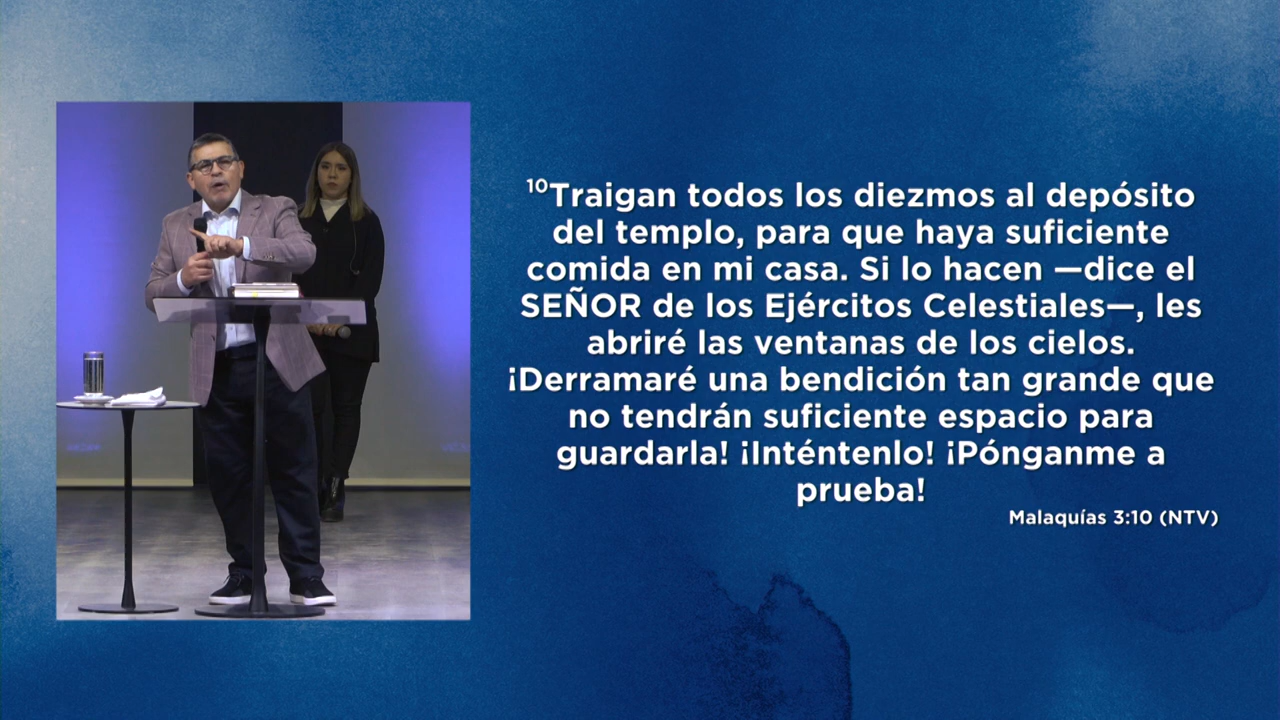 ¹⁰Traigan todos los diezmos al depósito
del templo, para que haya suficiente
comida en mi casa. Si lo hacen —dice el
SEÑOR de los Ejércitos Celestiales—, les
abriré las ventanas de los cielos.
¡Derramaré una bendición tan grande que
no tendrán suficiente espacio para
guardarla! ¡Inténtenlo! ¡Pónganme a
prueba!
Malaquías 3:10 (NTV)